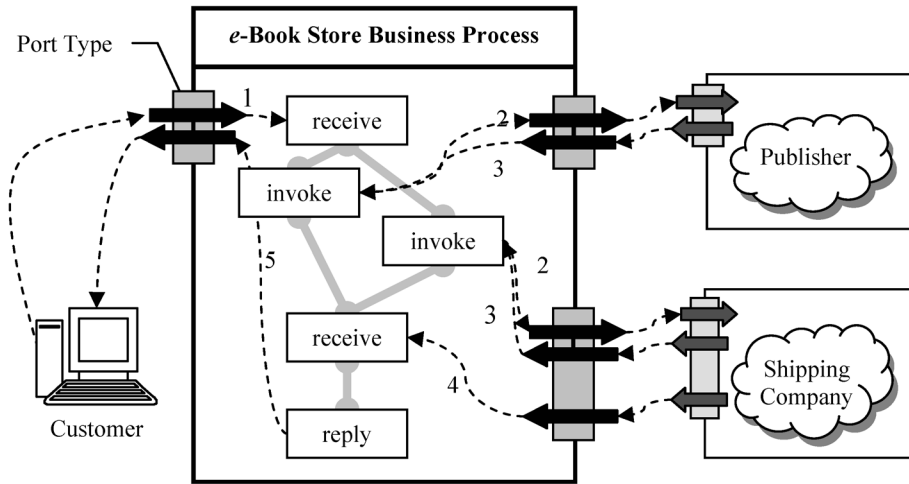 e-Book Store Business Process
Port Type
1
receive
2
3
Publisher
invoke
invoke
5
2
3
receive
4
Shipping
Company
Customer
reply